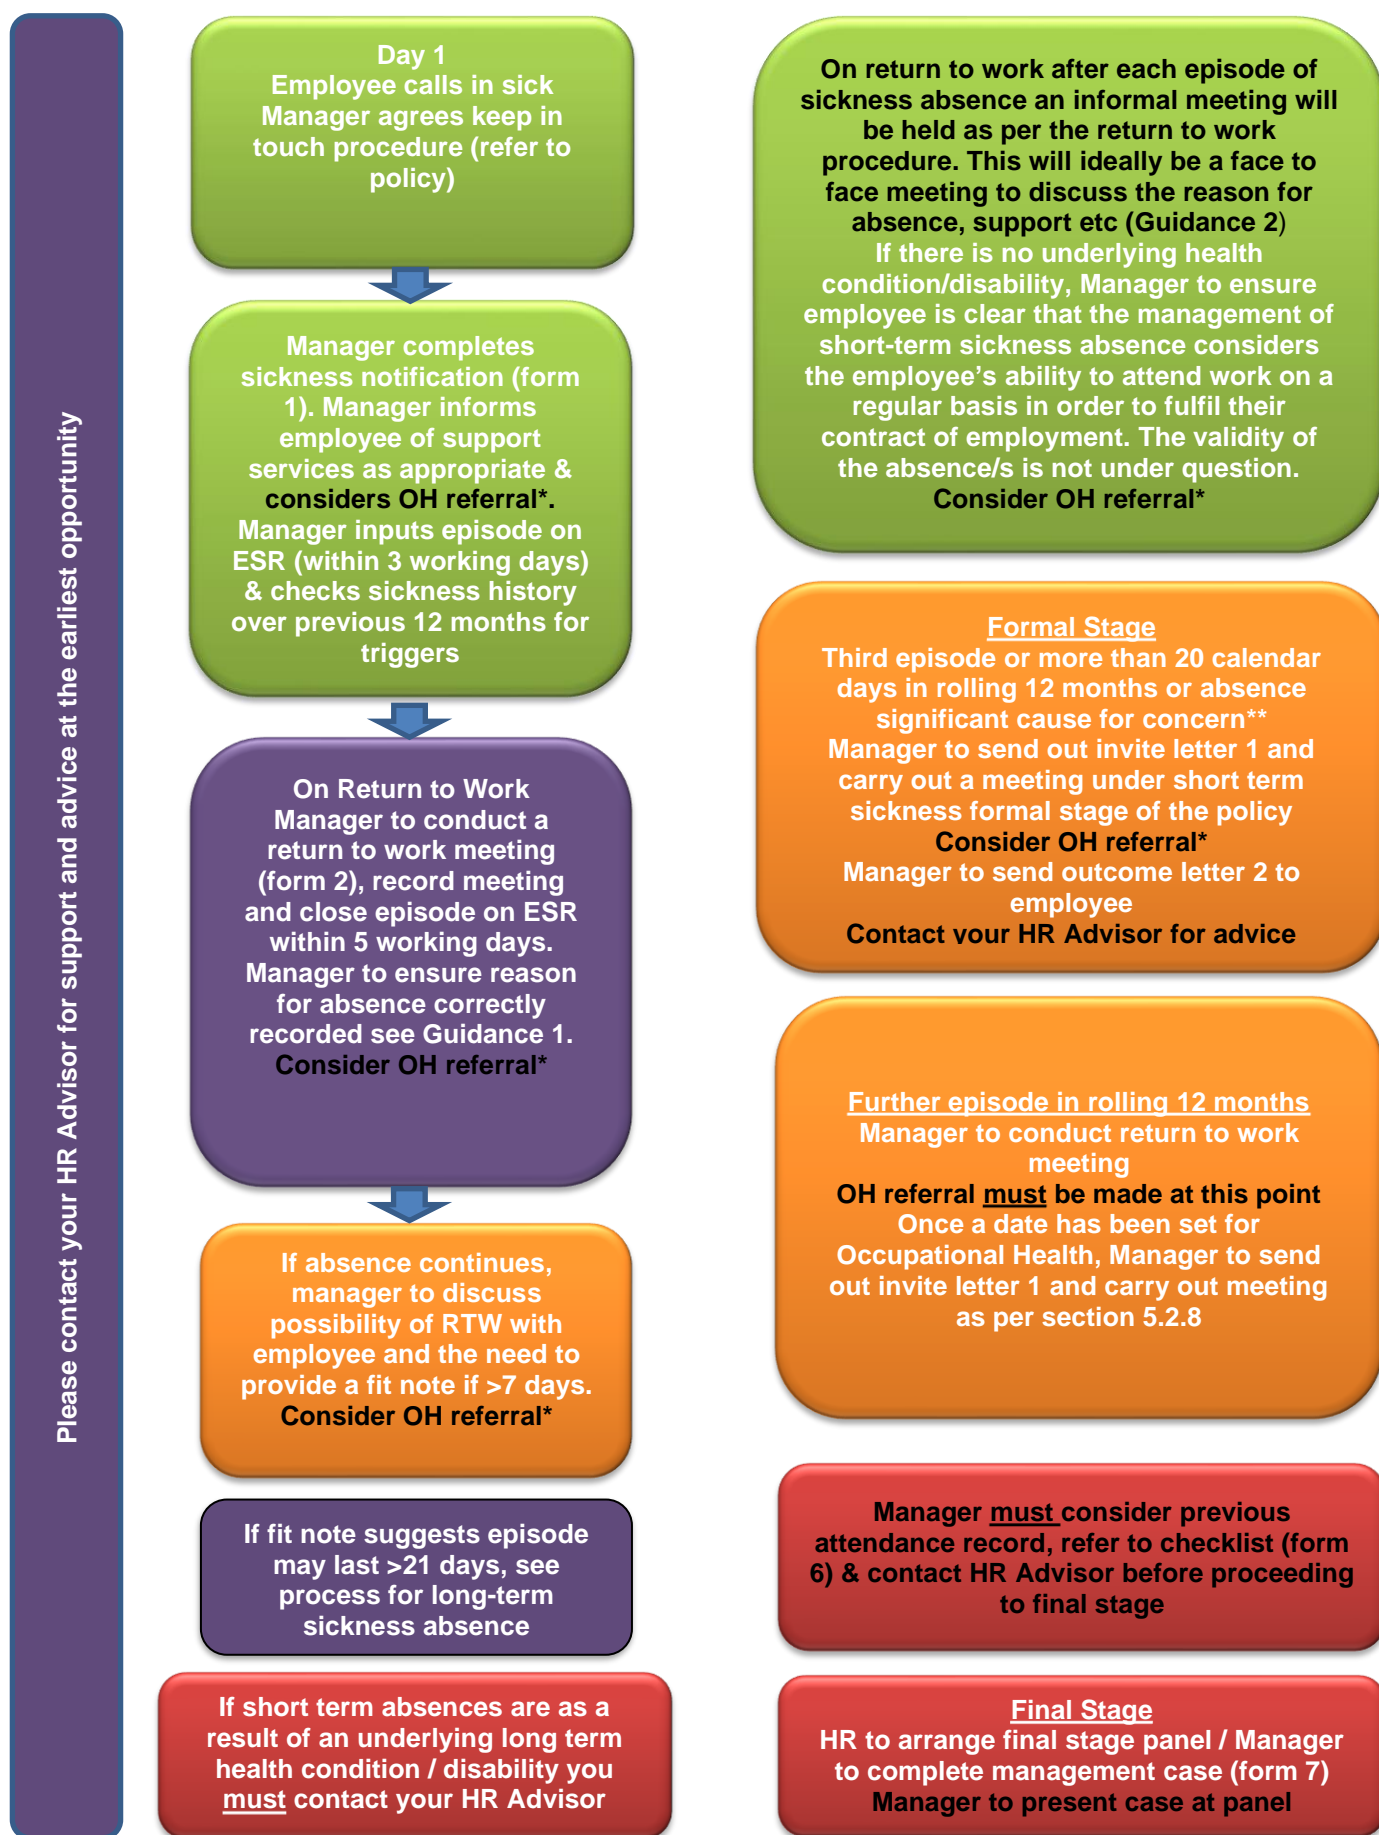 Please contact your HR Advisor for support and advice at the earliest opportunity
Day 1
Employee calls in sick
Manager agrees keep in
touch procedure (refer to
policy)
Manager completes
sickness notification (form
1). Manager informs
employee of support
services as appropriate &
considers OH referral*.
Manager inputs episode on
ESR (within 3 working days)
& checks sickness history
over previous 12 months for
triggers
On Return to Work
Manager to conduct a
return to work meeting
(form 2), record meeting
and close episode on ESR
within 5 working days.
Manager to ensure reason
for absence correctly
recorded see Guidance 1.
Consider OH referral*
If absence continues,
manager to discuss
possibility of RTW with
employee and the need to
provide a fit note if >7 days.
Consider OH referral*
If fit note suggests episode
may last >21 days, see
process for long-term
sickness absence
If short term absences are as a
result of an underlying long term
health condition / disability you
must contact your HR Advisor
On return to work after each episode of
sickness absence an informal meeting will
be held as per the return to work
procedure. This will ideally be a face to
face meeting to discuss the reason for
absence, support etc (Guidance 2)
If there is no underlying health
condition/disability, Manager to ensure
employee is clear that the management of
short-term sickness absence considers
the employee's ability to attend work on a
regular basis in order to fulfil their
contract of employment. The validity of
the absence/s is not under question.
Consider OH referral*
Formal Stage
Third episode or more than 20 calendar
days in rolling 12 months or absence
significant cause for concern**
Manager to send out invite letter 1 and
carry out a meeting under short term
sickness formal stage of the policy
Consider OH referral*
Manager to send outcome letter 2 to
employee
Contact your HR Advisor for advice
Further episode in rolling 12 months
Manager to conduct return to work
meeting
OH referral must be made at this point
Once a date has been set for
Occupational Health, Manager to send
out invite letter 1 and carry out meeting
as per section 5.2.8
Manager must consider previous
attendance record, refer to checklist (form
6) & contact HR Advisor before proceeding
to final stage
Final Stage
HR to arrange final stage panel / Manager
to complete management case (form 7)
Manager to present case at panel